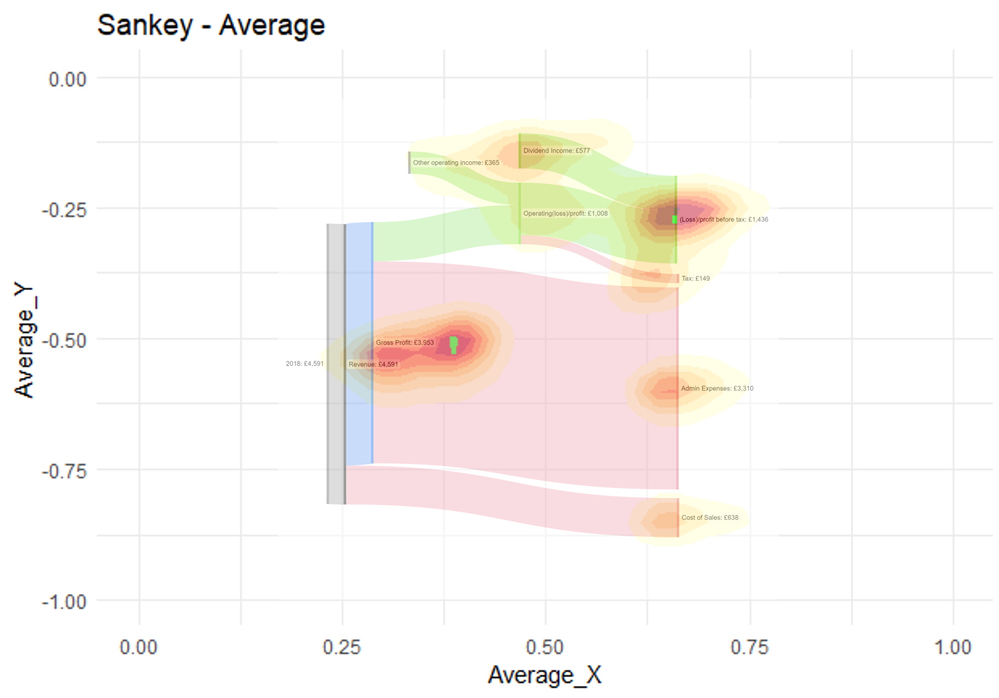 Sankey - Average
0.00
-0.25
-0.50
-0.75
-1.00
Average_Y
Dividend Income: £577
Other operating income: £365
Operating(loss)/profit: £1,008
(Loss)/profit before tax: £1,436
Tax: £149
Gross Profit: £3,953
2018: £4,591
Revenue: £4,591
Admin Expenses: £3,310
Cost of Sales: £638
0.00
0.25
0.50
0.75
1.00
Average_X